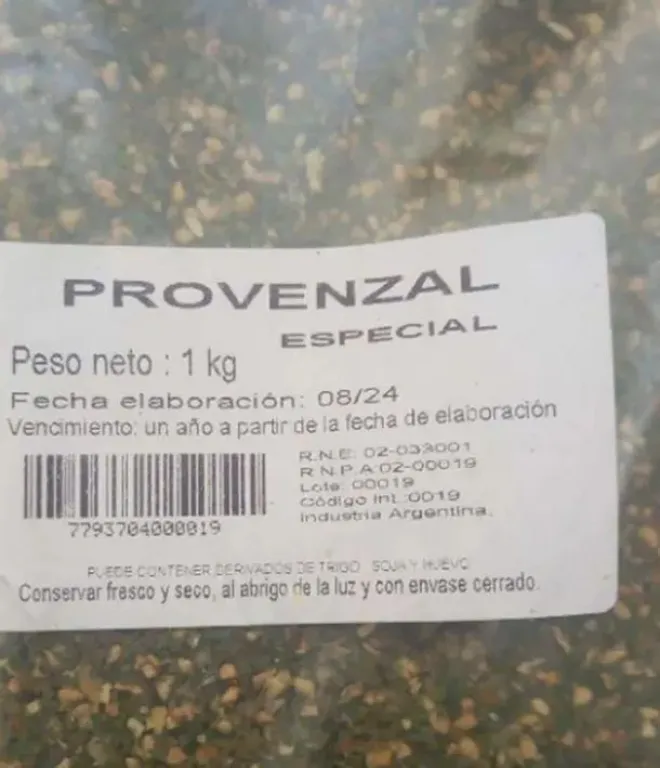 PROVENZAL
ESPECIAL
Peso neto : 1 kg
Fecha elaboración: 08/24
Vencimiento: un año a partir de la fecha de elaboración
R.N.E: 02-033001
R.N.P.A:02-00019
Lote: 00019
Código Int.:0019
Industria Argentina.
7793704000019
PUEDE CONTENER DERIVADOS DE TRIGO SOJA Y HUEVO
Conservar fresco y seco, al abrigo de la luz y con envase cerrado.